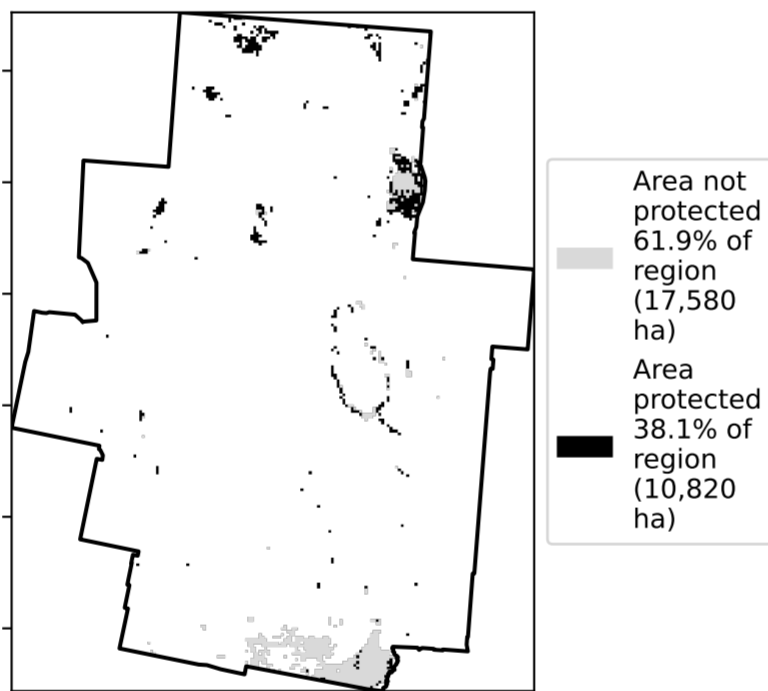 Area not
protected
61.9% of
region
(17,580
ha)
Area
protected
38.1% of
region
(10,820
ha)